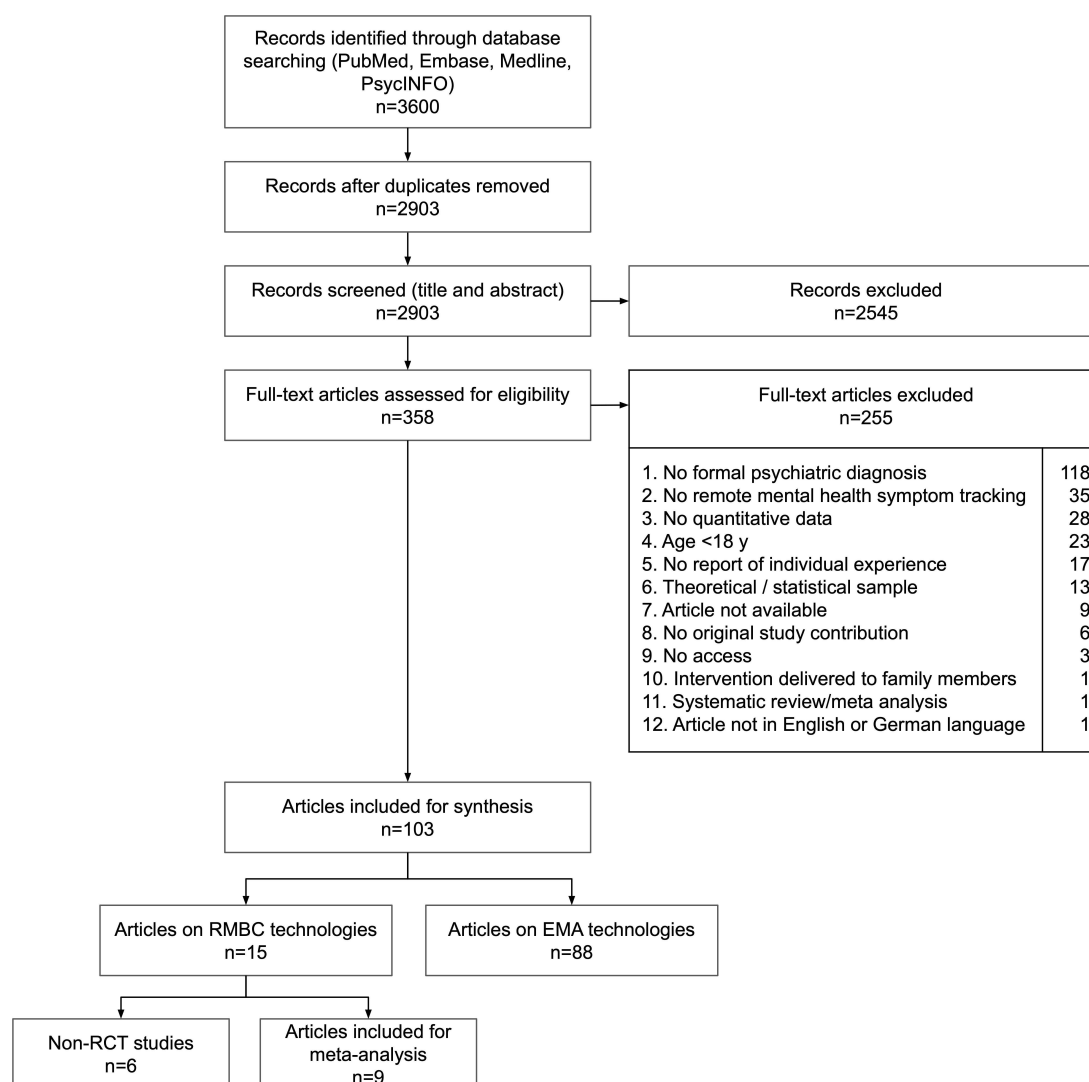 Records identified through database
searching (PubMed, Embase, Medline,
PsycINFO)
n=3600
Records after duplicates removed
n=2903
Records screened (title and abstract)
n=2903
Records excluded
n=2545
Full-text articles assessed for eligibility
n=358
Full-text articles excluded
n=255
1. No formal psychiatric diagnosis 118
2. No remote mental health symptom tracking 35
3. No quantitative data 28
4. Age <18 y 23
5. No report of individual experience 17
6. Theoretical / statistical sample 13
7. Article not available 9
8. No original study contribution 6
9. No access 3
10. Intervention delivered to family members 1
11. Systematic review/meta analysis 1
12. Article not in English or German language 1
Articles included for synthesis
n=103
Articles on RMBC technologies
n=15
Articles on EMA technologies
n=88
Non-RCT studies
n=6
Articles included for
meta-analysis
n=9